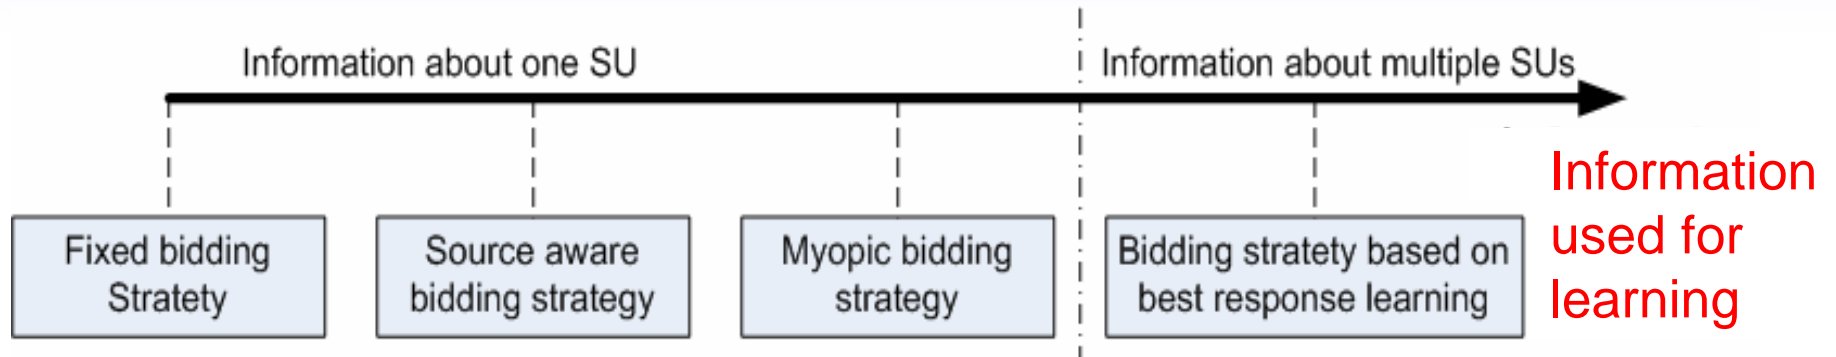 Information about one SU
Information about multiple SUs
Fixed bidding
Stratety
Source aware
bidding strategy
Myopic bidding
strategy
Bidding stratety based on
best response learning
Information
used for
learning